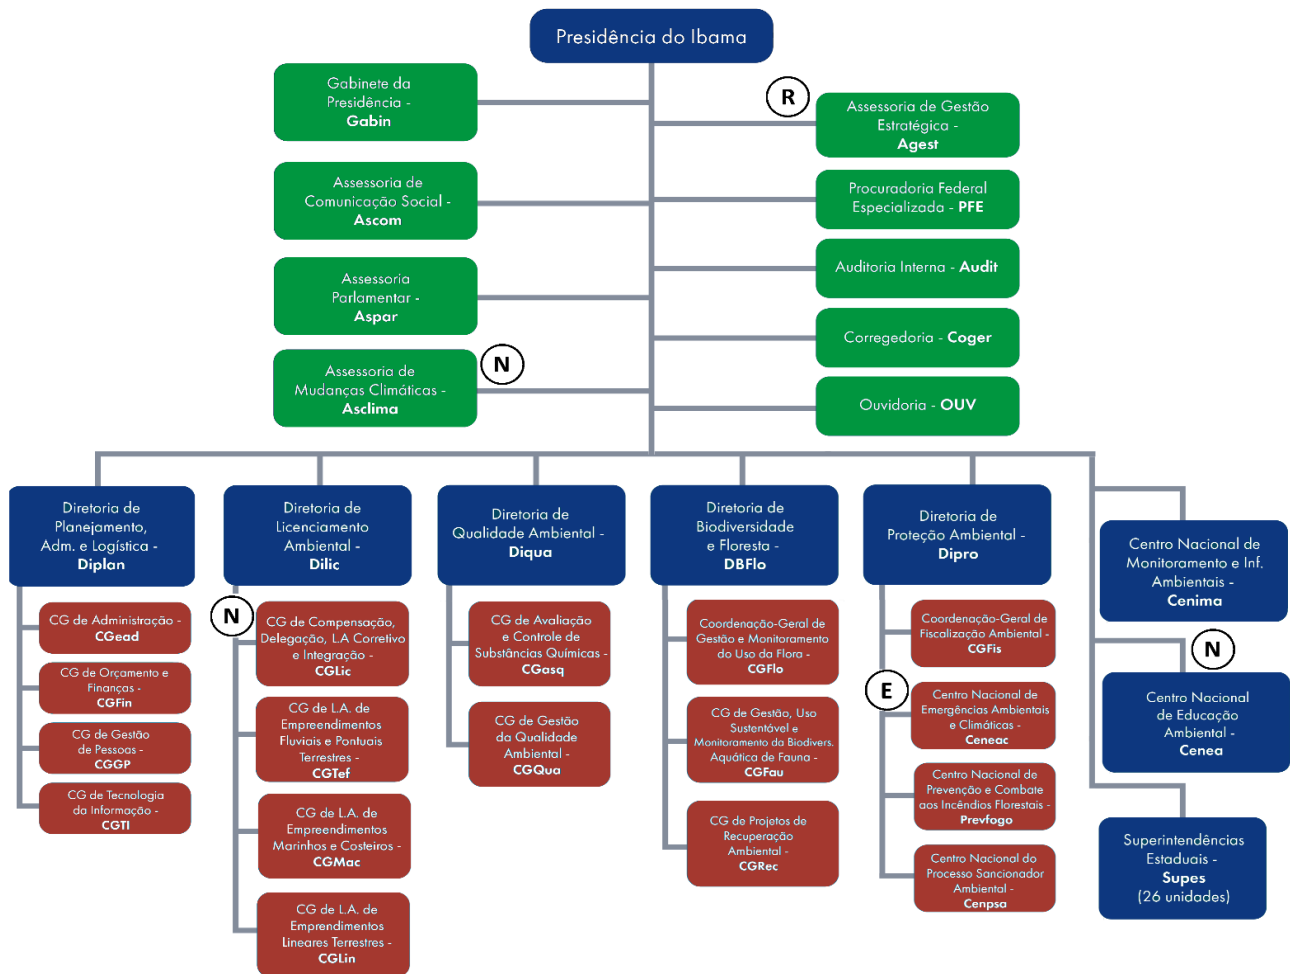 Presidência do Ibama
Gabinete da
Presidência -
Gabin
R
Assessoria de Gestão
Estratégica -
Agest
Assessoria de
Comunicação Social -
Ascom
Procuradoria Federal
Especializada - PFE
Assessoria
Parlamentar -
Aspar
Auditoria Interna - Audit
N
Assessoria de
Mudanças Climáticas -
Asclima
Corregedoria - Coger
Ouvidoria - OUV
Diretoria de
Planejamento,
Adm. e Logística -
Diplan
CG de Administração -
CGead
CG de Orçamento e
Finanças -
CGFin
CG de Gestão
de Pessoas -
CGGP
CG de Tecnologia
da Informação -
CGTI
Diretoria de
Licenciamento
Ambiental -
Dilic
N
CG de Compensação,
Delegação, L.A Corretivo
e Integração -
CGLic
CG de L.A. de
Empreendimentos
Fluviais e Pontuais
Terrestres -
CGTef
CG de L.A. de
Empreendimentos
Marinhos e Costeiros -
CGMac
CG de L.A. de
Emprendimentos
Lineares Terrestres -
CGLin
Diretoria de
Qualidade Ambiental -
Diqua
CG de Avaliação
e Controle de
Substâncias Químicas -
CGasq
CG de Gestão
da Qualidade
Ambiental -
CGQua
Diretoria de
Biodiversidade
e Floresta -
DBFlo
Coordenação-Geral de
Gestão e Monitoramento
do Uso da Flora -
CGFlo
CG de Gestão, Uso
Sustentável e
Monitoramento da Biodivers.
Aquática de Fauna -
CGFau
CG de Projetos de
Recuperação
Ambiental -
CGRec
Diretoria de
Proteção Ambiental -
Dipro
Coordenação-Geral de
Fiscalização Ambiental -
CGFis
E
Centro Nacional de
Emergências Ambientais
e Climáticas -
Ceneac
Centro Nacional de
Prevenção e Combate
aos Incêndios Florestais -
Prevfogo
Centro Nacional do
Processo Sancionador
Ambiental -
Cenpsa
Centro Nacional de
Monitoramento e Inf.
Ambientais -
Cenima
N
Centro Nacional
de Educação
Ambiental -
Cenea
Superintendências
Estaduais -
Supes
(26 unidades)